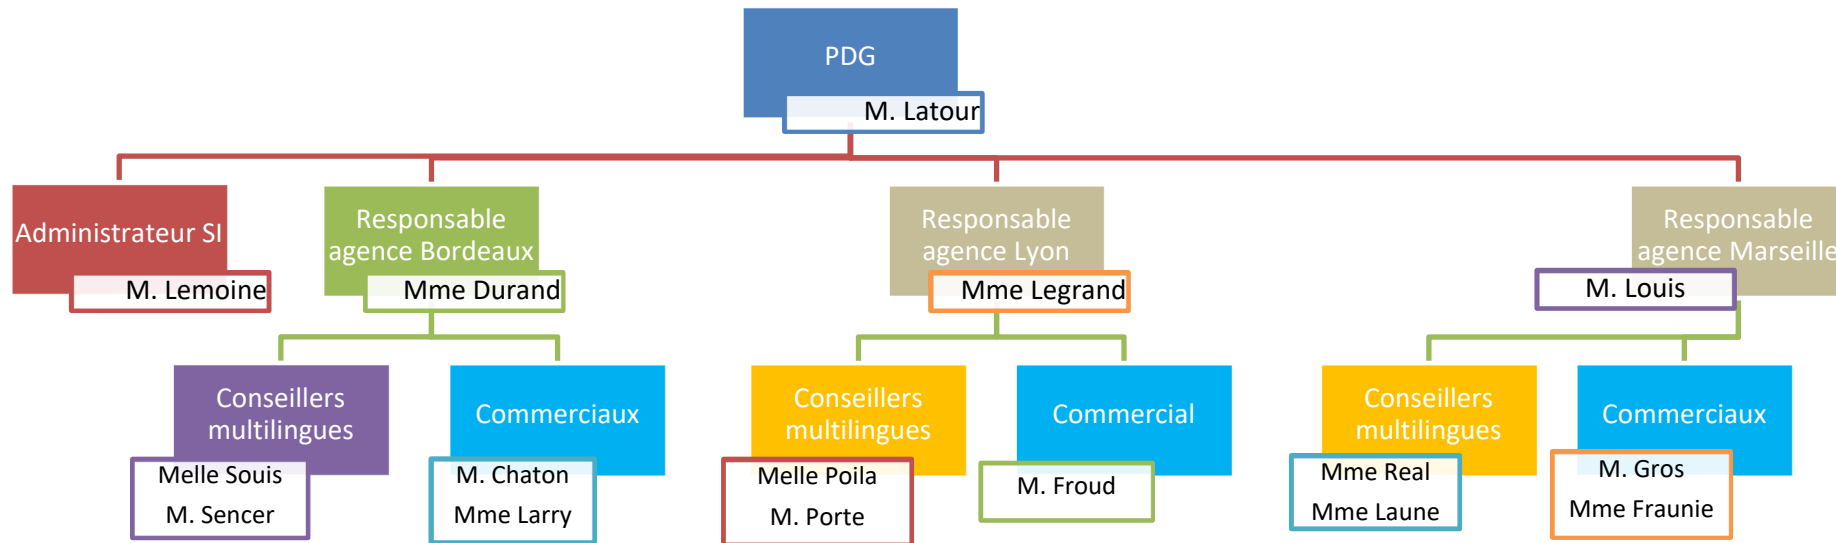 PDG
M. Latour
Administrateur SI
M. Lemoine
Responsable
agence Bordeaux
Mme Durand
Responsable
agence Lyon
Mme Legrand
Responsable
agence Marseille
M. Louis
Conseillers
multilingues
Melle Souis
M. Sencer
Commerciaux
M. Chaton
Mme Larry
Conseillers
multilingues
Melle Poila
M. Porte
Commercial
M. Froud
Conseillers
multilingues
Mme Real
Mme Laune
Commerciaux
M. Gros
Mme Fraunie